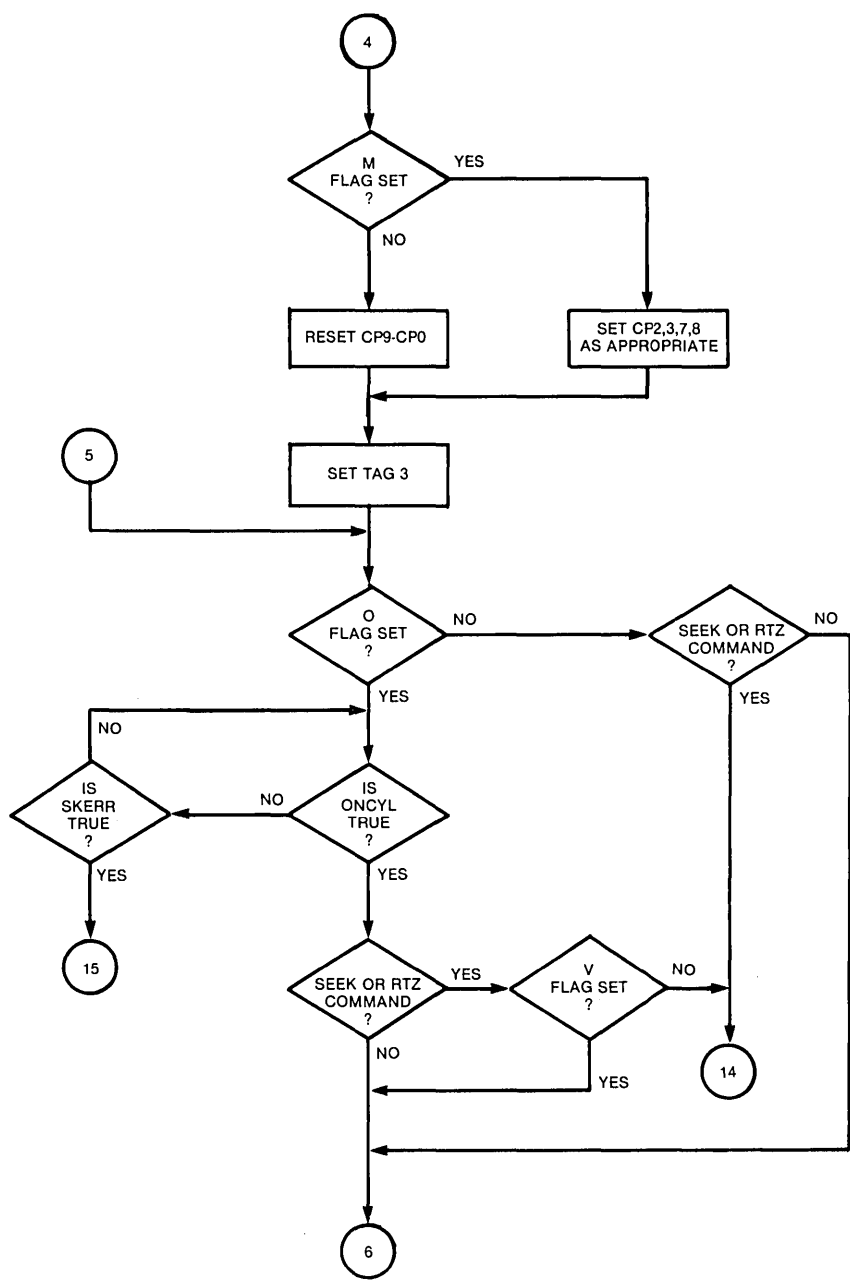 4
M
FLAG SET
?
YES
NO
RESET CP9-CP0
SET CP2,3,7,8
AS APPROPRIATE
5
SET TAG 3
O
FLAG SET
?
NO
SEEK OR RTZ
COMMAND
?
NO
YES
YES
NO
IS
SKERR
TRUE
?
NO
IS
ONCYL
TRUE
?
YES
YES
15
SEEK OR RTZ
COMMAND
?
YES
V
FLAG SET
?
NO
NO
YES
14
6